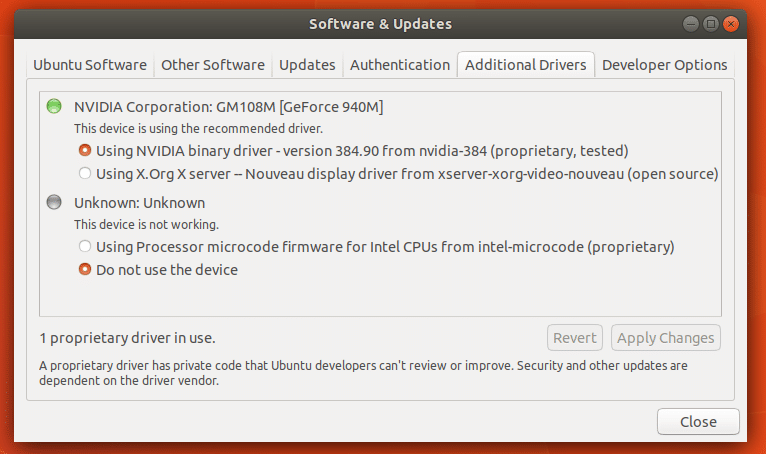 Software & Updates
Ubuntu Software Other Software Updates Authentication Additional Drivers Developer Options
NVIDIA Corporation: GM108M [GeForce 940M]
This device is using the recommended driver.
Using NVIDIA binary driver - version 384.90 from nvidia-384 (proprietary, tested)
Using X.Org X server -- Nouveau display driver from xserver-xorg-video-nouveau (open source)
Unknown: Unknown
This device is not working.
Using Processor microcode firmware for Intel CPUs from intel-microcode (proprietary)
Do not use the device
1 proprietary driver in use.
Revert Apply Changes
A proprietary driver has private code that Ubuntu developers can't review or improve. Security and other updates are
dependent on the driver vendor.
Close